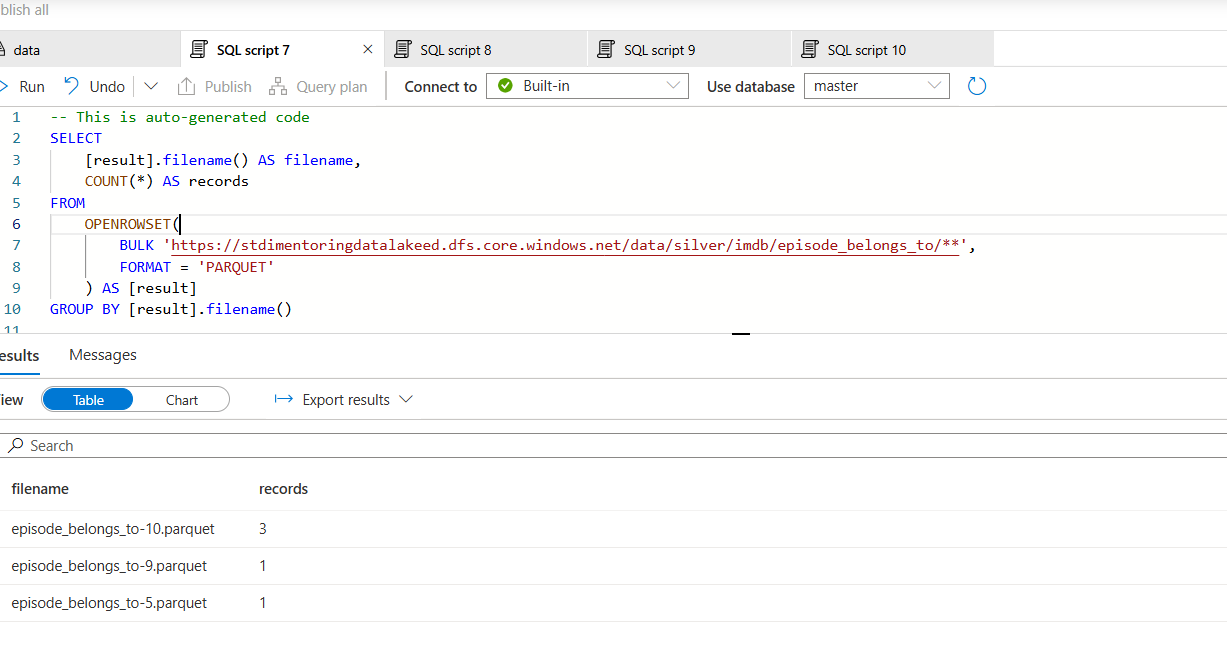 blish all
data
SQL script 7
SQL script 8
SQL script 9
SQL script 10
Run
Undo
Publish
Query plan
Connect to
Built-in
Use database
master
1 -- This is auto-generated code
2 SELECT
3 [result].filename() AS filename,
4 COUNT(*) AS records
5 FROM
6 OPENROWSET(
7 BULK 'https://stdimentoringdatalakeed.dfs.core.windows.net/data/silver/imdb/episode_belongs_to/**',
8 FORMAT = 'PARQUET'
9 ) AS [result]
10 GROUP BY [result].filename()
11
esults
Messages
iew
Table
Chart
Export results
Search
filename records
episode_belongs_to-10.parquet 3
episode_belongs_to-9.parquet 1
episode_belongs_to-5.parquet 1